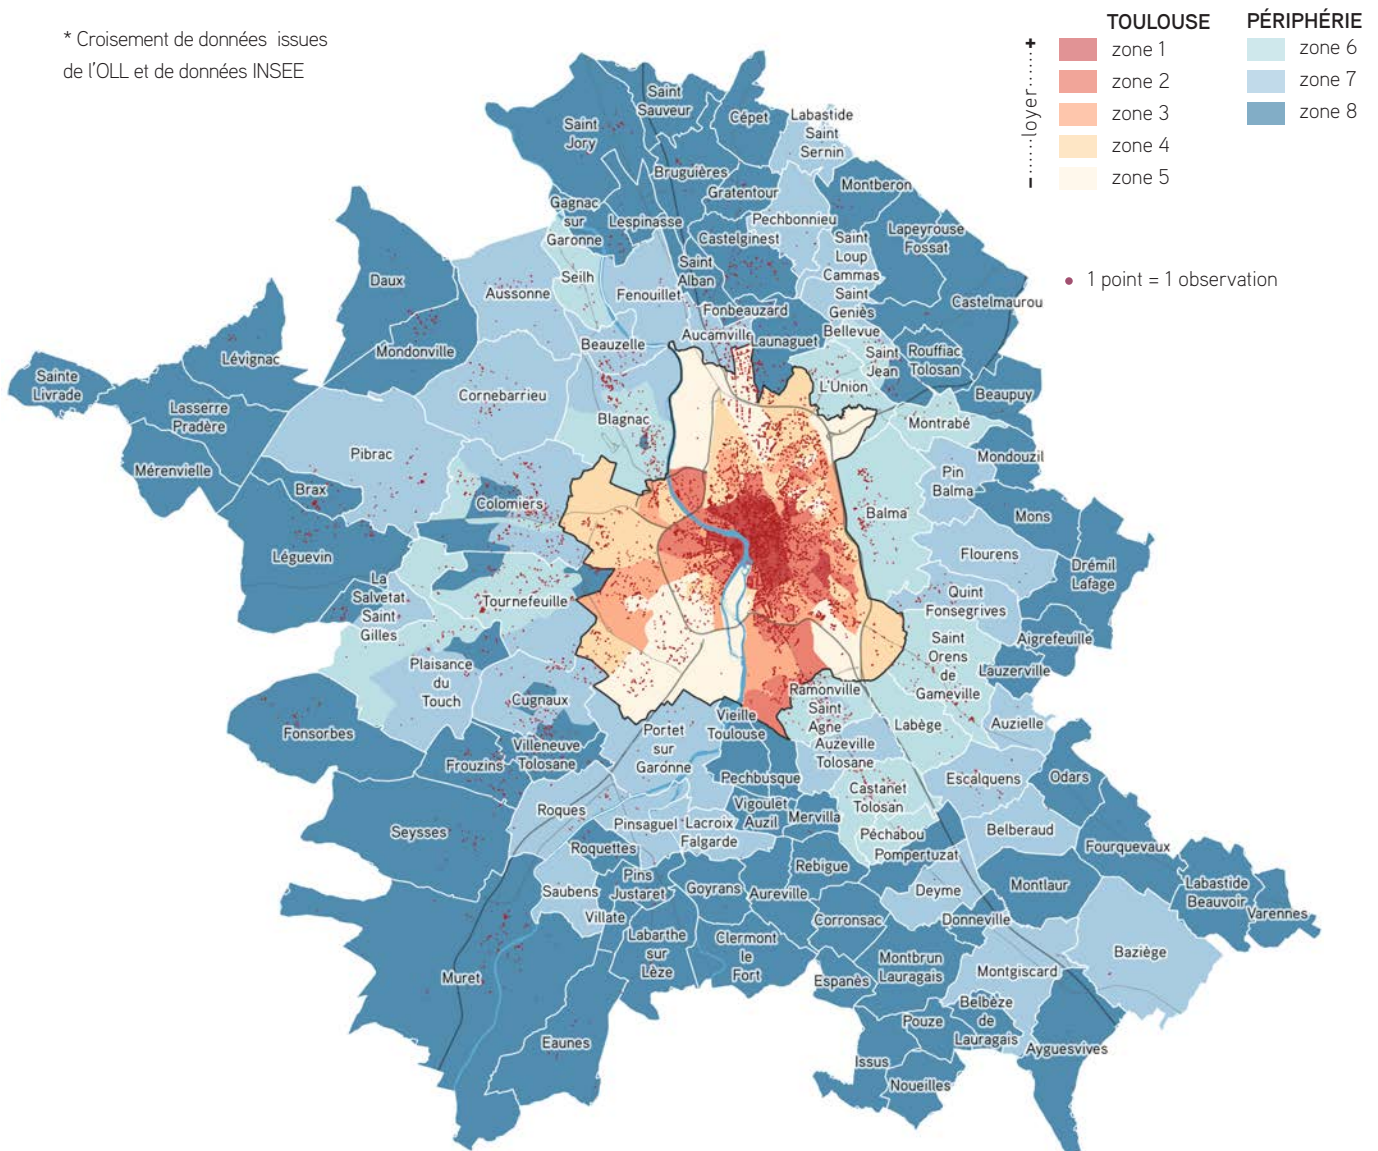 * Croisement de données issues
de l'OLL et de données INSEE
TOULOUSE
zone 1
zone 2
zone 3
zone 4
zone 5
PÉRIPHÉRIE
zone 6
zone 7
zone 8
+
loyer
-
1 point = 1 observation
Saint
Sauveur
Cépet
Labastide
Saint
Sernin
Saint
Jory
Bruguières
Gratentour
Montberon
Gagnac
sur
Garonne
Lespinasse
Pechbonnieu
Castelginest
Saint
Loup
Cammas
Lapeyrouse
Fossat
Daux
Seilh
Saint
Alban
Aussonne
Fenouillet
Saint
Geniès
Bellevue
Castelmaurou
Fonbeauzard
Mondonville
Beauzelle
Aucamville
Launaguet
Saint
Jean
Rouffiac
Tolosan
Lévignac
Sainte
Livrade
L'Union
Beaupuy
Cornebarrieu
Lasserre
Pradère
Blagnac
Montrabé
Pibrac
Mondouzil
Mérenvielle
Pin
Balma
Brax
Colomiers
Balma
Mons
Léguevin
Flourens
Drémil
Lafage
La
Salvetat
Saint
Gilles
Tournefeuille
Quint
Fonsegrives
Saint
Orens
de
Gameville
Aigrefeuille
Lauzerville
Plaisance
du
Touch
Cugnaux
Ramonville
Saint
Agne
Vieille
Toulouse
Labège
Auzielle
Fonsorbes
Portet
sur
Garonne
Villeneuve
Tolosane
Auzeville
Tolosane
Frouzins
Pechbusque
Escalquens
Odars
Castanet
Tolosan
Roques
Vigoulet
Auzil
Mervilla
Seysses
Pinsaguel
Lacroix
Falgarde
Péchabou
Belberaud
Roquettes
Pompertuzat
Fourquevaux
Rebigue
Pins
Justaret
Goyrans
Aureville
Saubens
Deyme
Montlaur
Labastide
Beauvoir
Varennes
Villate
Corronsac
Donneville
Labarthe
sur
Lèze
Clermont
le
Fort
Baziège
Montbrun
Lauragais
Muret
Espanès
Montgiscard
Belbèze
de
Lauragais
Pouze
Eaunes
Ayguesvives
Issus
Noueilles